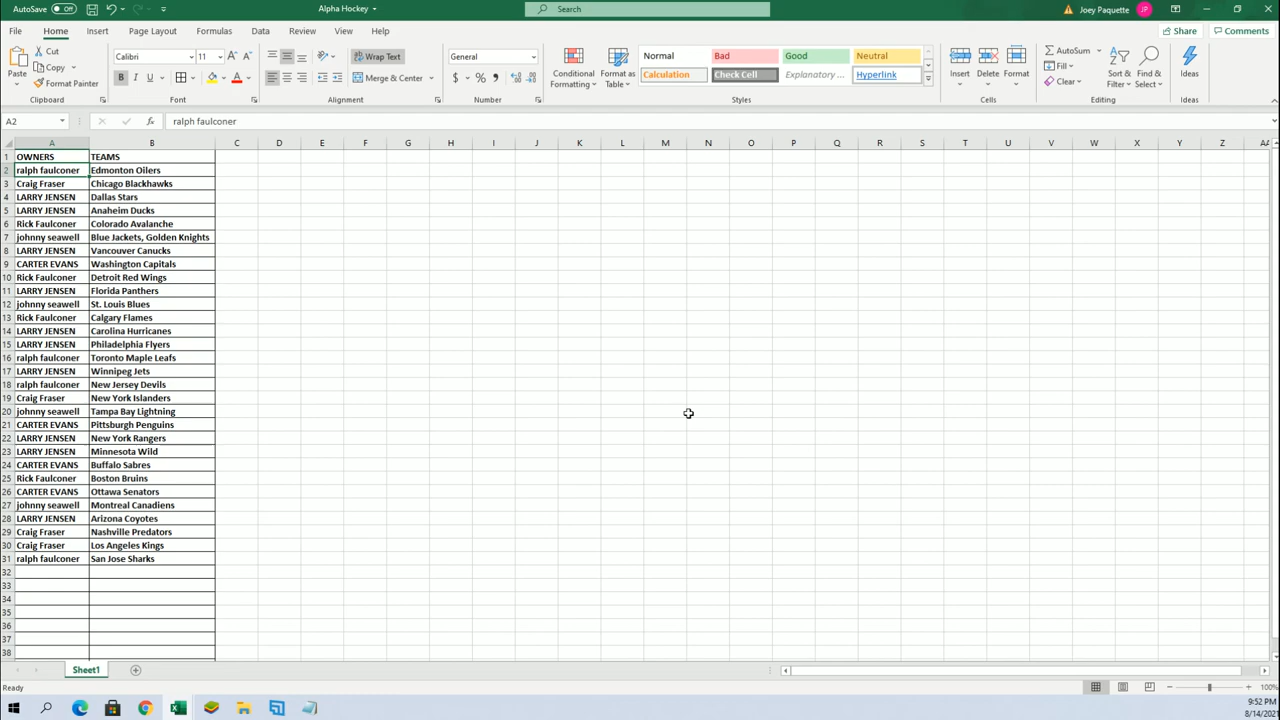 AutoSave Off
Alpha Hockey
Search
Joey Paquette
JP
File Home Insert Page Layout Formulas Data Review View Help
Share
Comments
Paste
Cut
Copy
Format Painter
Clipboard
Calibri 11
B I U
Font
Wrap Text
Merge & Center
Alignment
General
$ % ,
Number
Conditional Formatting
Format as Table
Normal Bad Good Neutral
Calculation Check Cell Explanatory ... Hyperlink
Styles
Insert Delete Format
Cells
AutoSum
Fill
Clear
Sort & Filter
Find & Select
Editing
Ideas
Ideas
A2 fx ralph faulconer
A B C D E F G H I J K L M N O P Q R S T U V W X Y Z AA
1 OWNERS TEAMS
2 ralph faulconer Edmonton Oilers
3 Craig Fraser Chicago Blackhawks
4 LARRY JENSEN Dallas Stars
5 LARRY JENSEN Anaheim Ducks
6 Rick Faulconer Colorado Avalanche
7 johnny seawell Blue Jackets, Golden Knights
8 LARRY JENSEN Vancouver Canucks
9 CARTER EVANS Washington Capitals
10 Rick Faulconer Detroit Red Wings
11 LARRY JENSEN Florida Panthers
12 johnny seawell St. Louis Blues
13 Rick Faulconer Calgary Flames
14 LARRY JENSEN Carolina Hurricanes
15 LARRY JENSEN Philadelphia Flyers
16 ralph faulconer Toronto Maple Leafs
17 LARRY JENSEN Winnipeg Jets
18 ralph faulconer New Jersey Devils
19 Craig Fraser New York Islanders
20 johnny seawell Tampa Bay Lightning
21 CARTER EVANS Pittsburgh Penguins
22 LARRY JENSEN New York Rangers
23 LARRY JENSEN Minnesota Wild
24 CARTER EVANS Buffalo Sabres
25 Rick Faulconer Boston Bruins
26 CARTER EVANS Ottawa Senators
27 johnny seawell Montreal Canadiens
28 LARRY JENSEN Arizona Coyotes
29 Craig Fraser Nashville Predators
30 Craig Fraser Los Angeles Kings
31 ralph faulconer San Jose Sharks
32
33
34
35
36
37
38
Sheet1
Ready
100%
9:52 PM